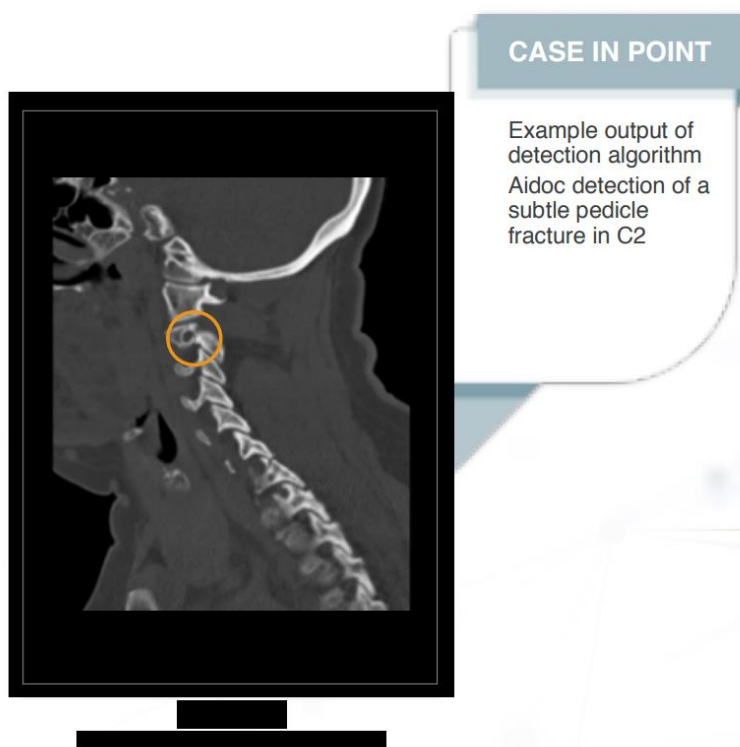 CASE IN POINT
Example output of
detection algorithm
Aidoc detection of a
subtle pedicle
fracture in C2